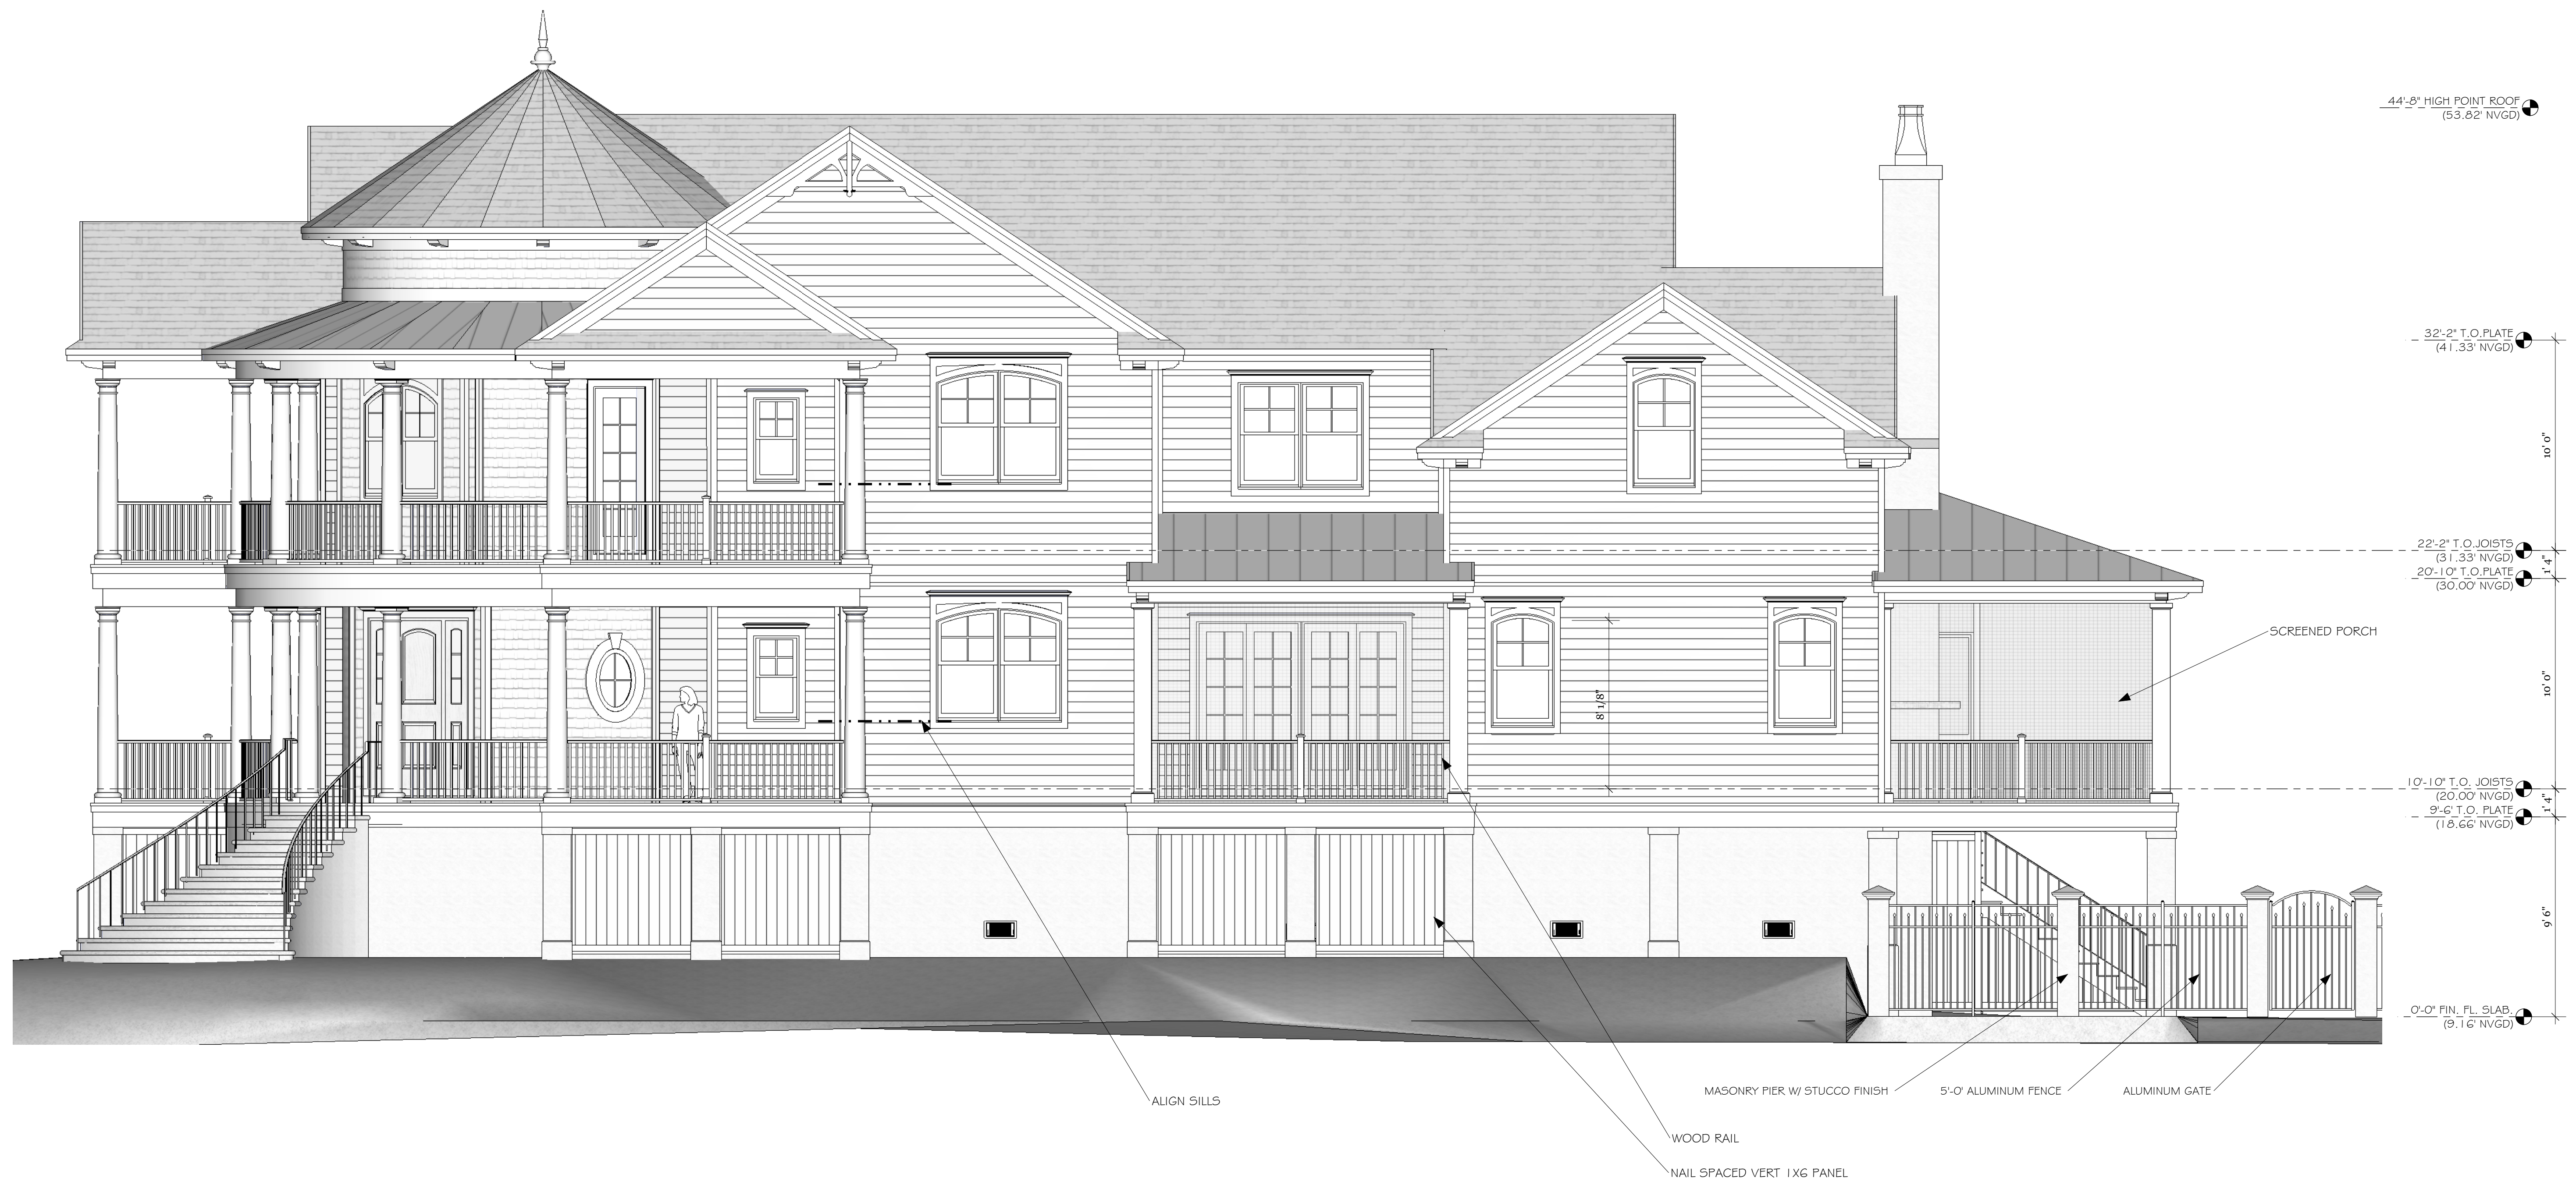 44'-8" HIGH POINT ROOF
(53.82' NVGD)
32'-2" T.O.PLATE
(41.33' NVGD)
10' 0"
22'-2" T.O.JOISTS
(31.33' NVGD)
1' 4"
20'-10" T.O.PLATE
(30.00' NVGD)
SCREENED PORCH
10' 0"
8' 1/8"
10'-10" T.O. JOISTS
(20.00' NVGD)
1' 4"
9'-6" T.O. PLATE
(18.66' NVGD)
9' 6"
0'-0" FIN. FL. SLAB.
(9.16' NVGD)
MASONRY PIER W/ STUCCO FINISH
5'-0' ALUMINUM FENCE
ALUMINUM GATE
ALIGN SILLS
WOOD RAIL
NAIL SPACED VERT 1X6 PANEL